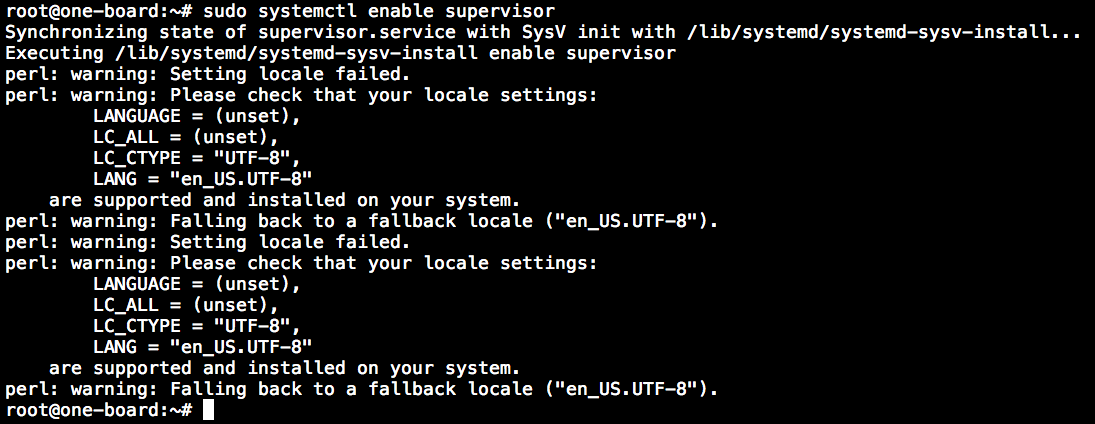 root@one-board:~# sudo systemctl enable supervisor
Synchronizing state of supervisor.service with SysV init with /lib/systemd/systemd-sysv-install...
Executing /lib/systemd/systemd-sysv-install enable supervisor
perl: warning: Setting locale failed.
perl: warning: Please check that your locale settings:
        LANGUAGE = (unset),
        LC_ALL = (unset),
        LC_CTYPE = "UTF-8",
        LANG = "en_US.UTF-8"
    are supported and installed on your system.
perl: warning: Falling back to a fallback locale ("en_US.UTF-8").
perl: warning: Setting locale failed.
perl: warning: Please check that your locale settings:
        LANGUAGE = (unset),
        LC_ALL = (unset),
        LC_CTYPE = "UTF-8",
        LANG = "en_US.UTF-8"
    are supported and installed on your system.
perl: warning: Falling back to a fallback locale ("en_US.UTF-8").
root@one-board:~#